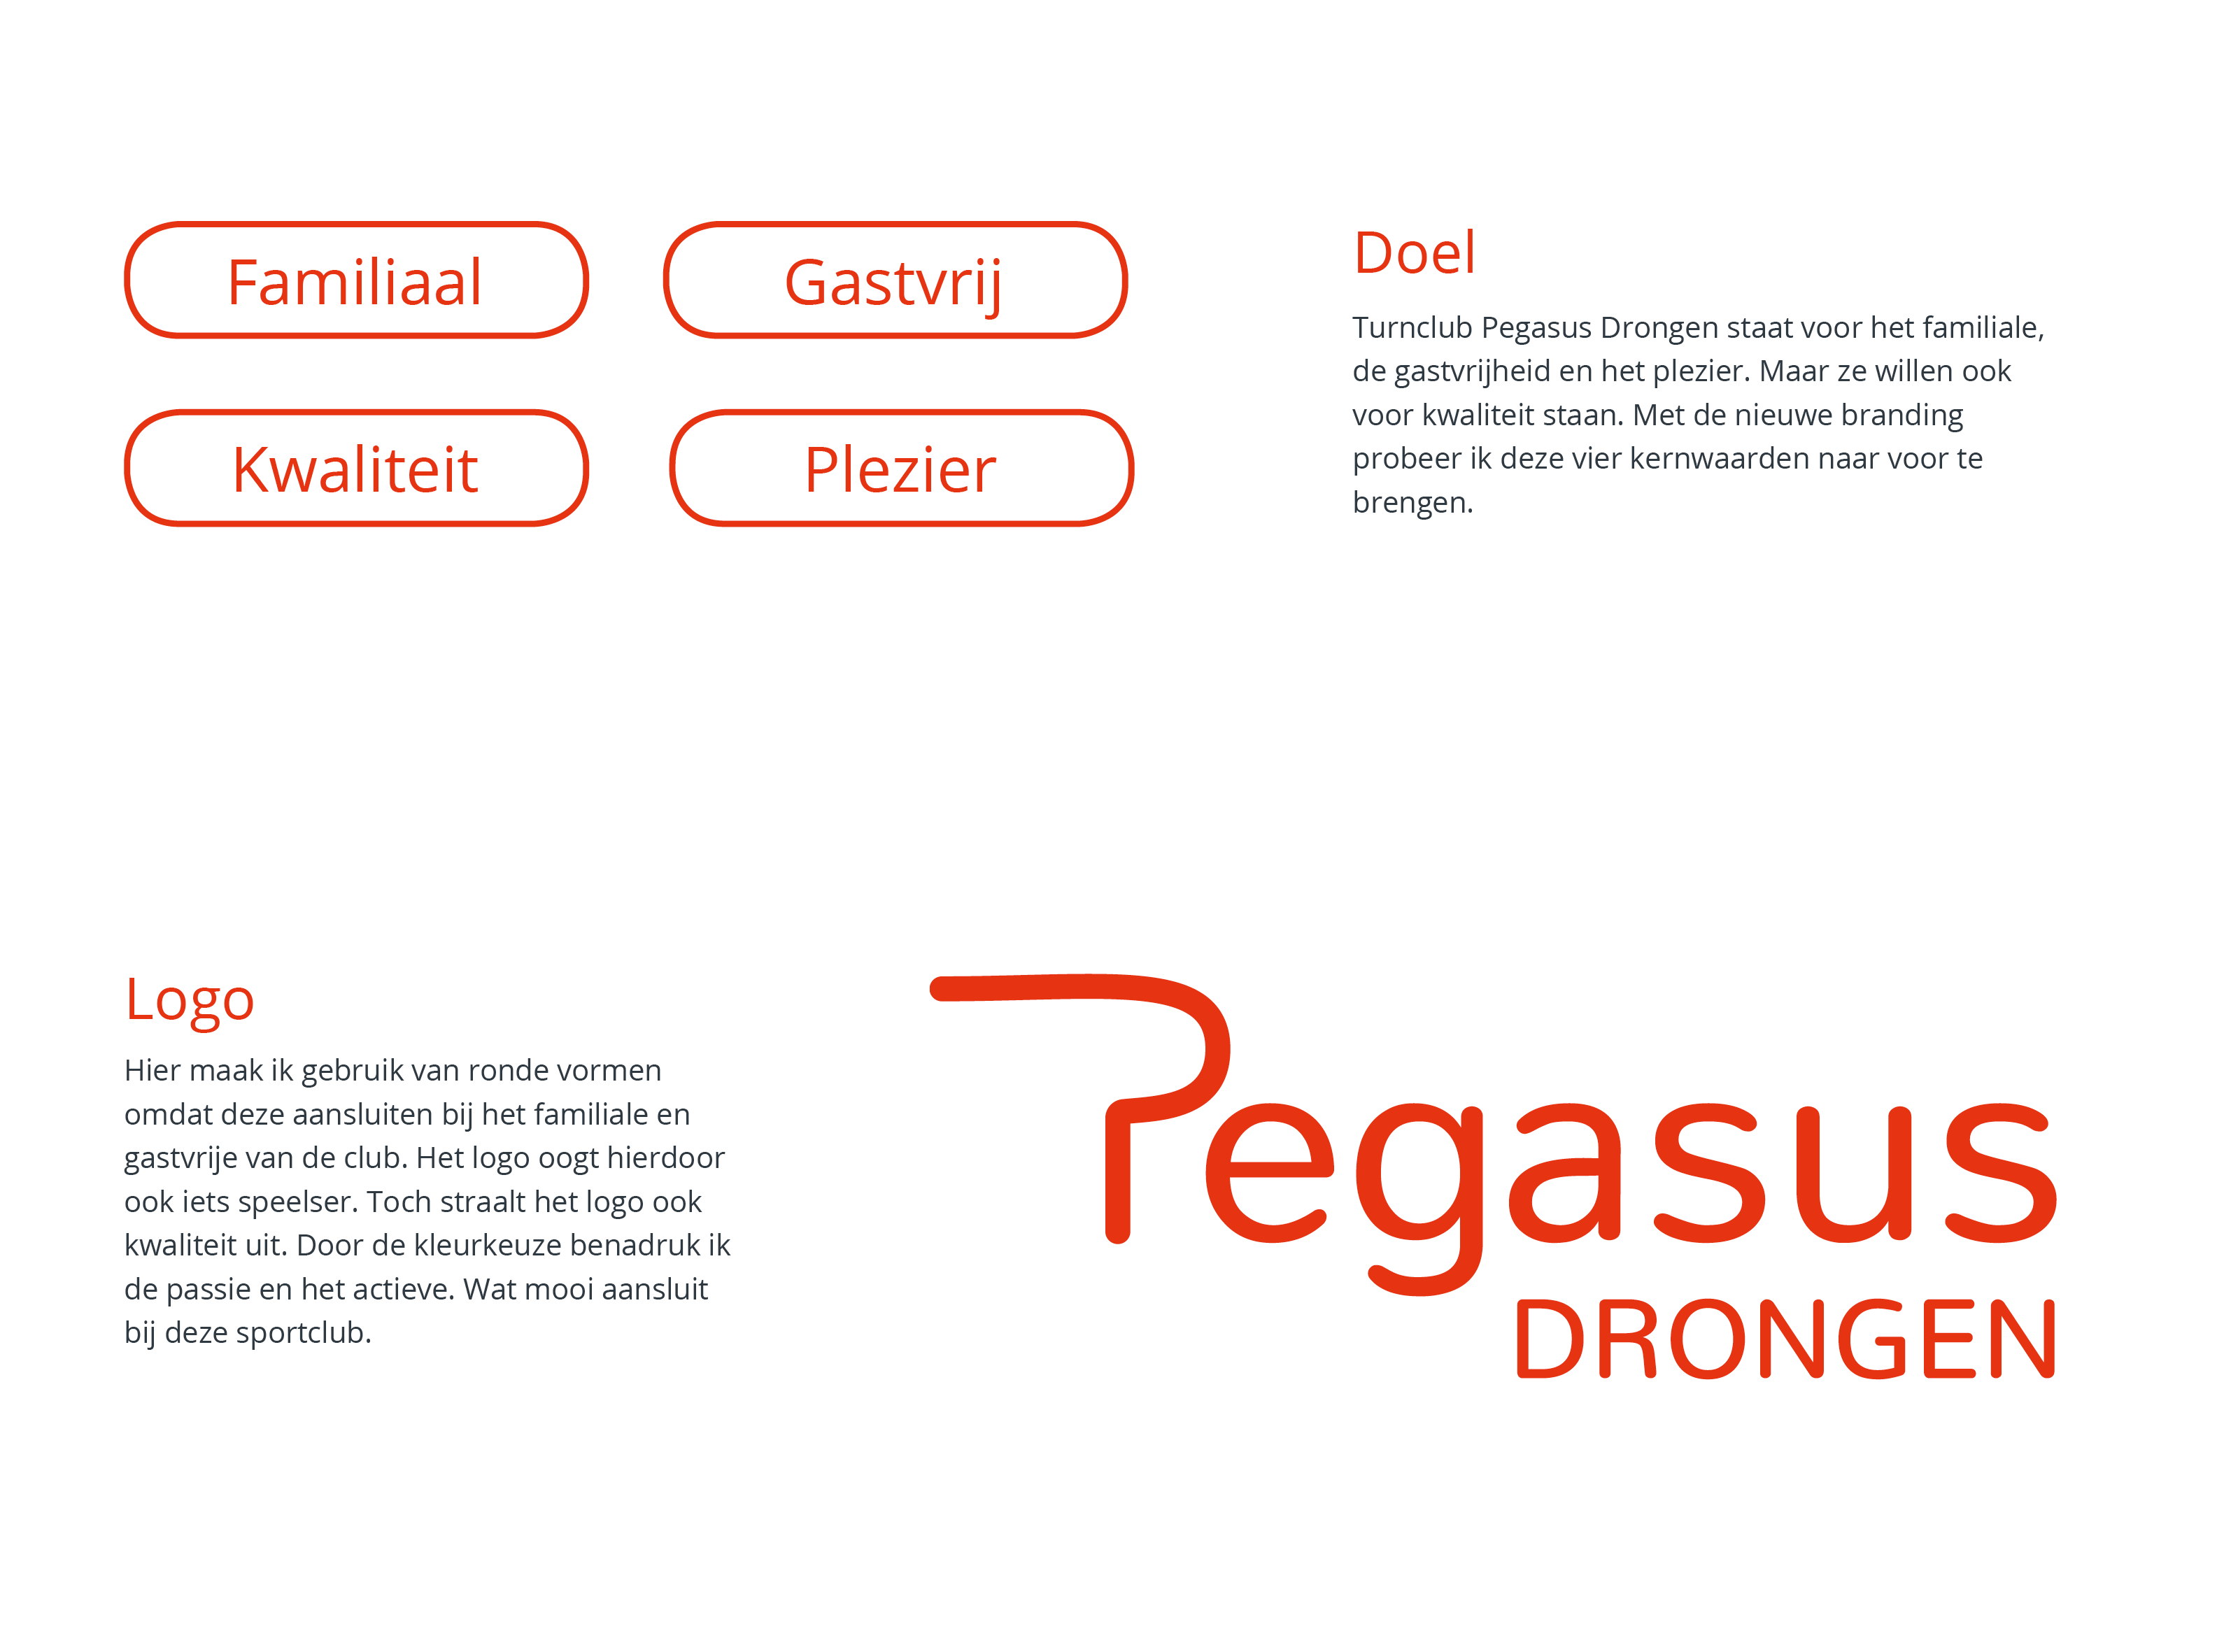 Familiaal
Gastvrij
Kwaliteit
Plezier
Doel
Turnclub Pegasus Drongen staat voor het familiale,
de gastvrijheid en het plezier. Maar ze willen ook
voor kwaliteit staan. Met de nieuwe branding
probeer ik deze vier kernwaarden naar voor te
brengen.
Logo
Hier maak ik gebruik van ronde vormen
omdat deze aansluiten bij het familiale en
gastvrije van de club. Het logo oogt hierdoor
ook iets speelser. Toch straalt het logo ook
kwaliteit uit. Door de kleurkeuze benadruk ik
de passie en het actieve. Wat mooi aansluit
bij deze sportclub.
Pegasus
DRONGEN